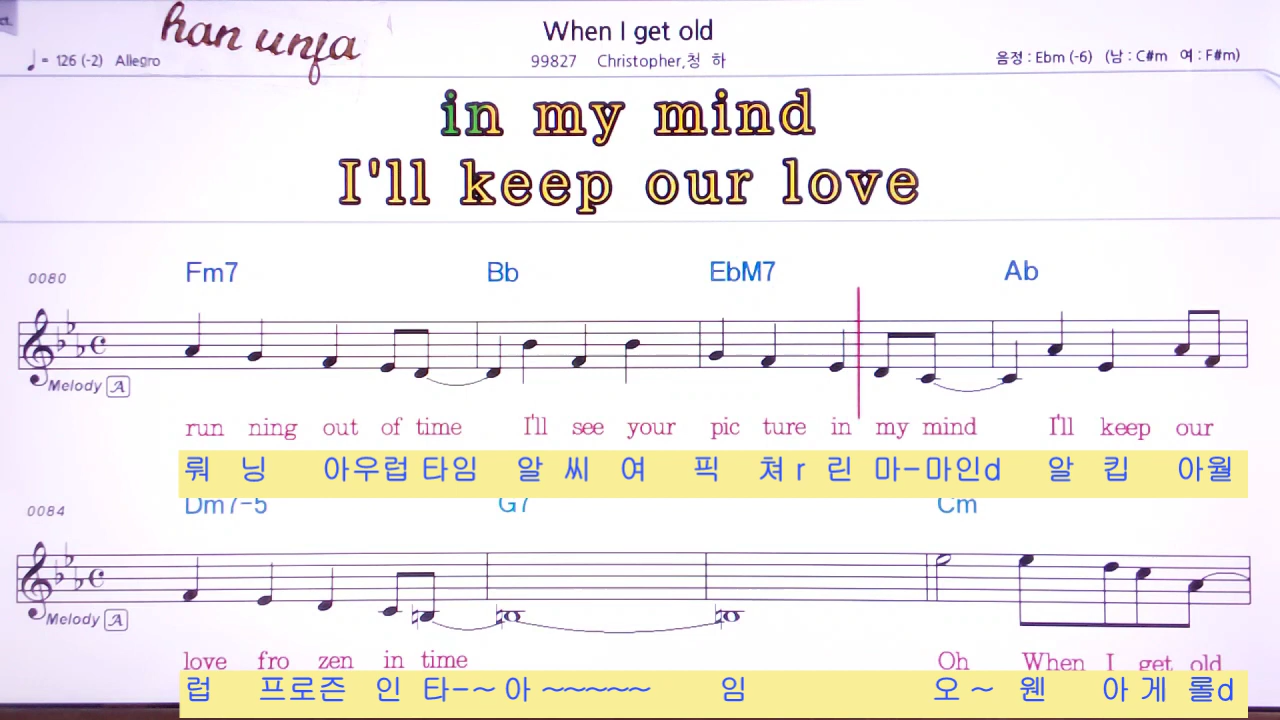 ct.
han unfa
When I get old
♩= 126 (-2) Allegro
99827 Christopher,청 하
음정 : Ebm (-6) (남 : C#m 여 : F#m)
in my mind
I'll keep our love
0080
Fm7 Bb EbM7 Ab
Melody A
run ning out of time I'll see your pic ture in my mind I'll keep our
뤄 닝 아우럽 타임 알 씨 여 픽 쳐r 린 마-마인d 알 킵 아월
0084
Dm7-5 G7 Cm
Melody A
love fro zen in time Oh When I get old
럽 프로즌 인 타-~ 아 ~~~~~ 임 오 ~ 웬 아 게 롤d